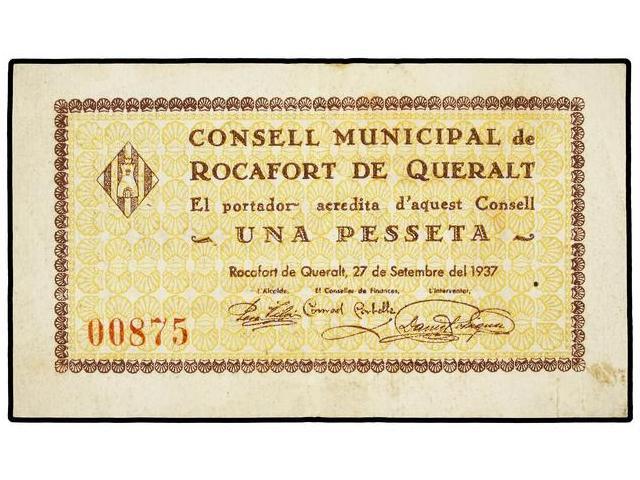 CONSELL MUNICIPAL de
ROCAFORT DE QUERALT
El portador acredita d'aquest Consell
UNA PESSETA
Rocafort de Queralt, 27 de Setembre del 1937
L'Alcalde, El Conseller de Finances, L'Interventor,
00875